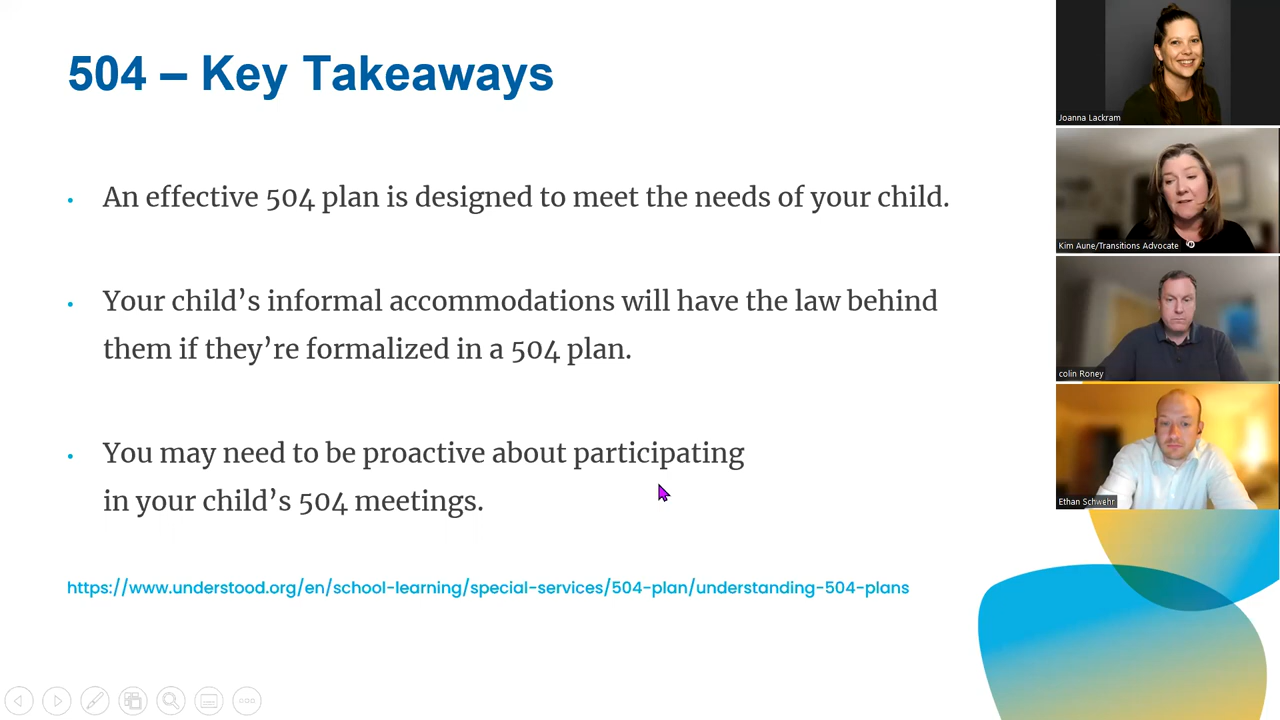 504 – Key Takeaways
• An effective 504 plan is designed to meet the needs of your child.
• Your child’s informal accommodations will have the law behind
them if they’re formalized in a 504 plan.
• You may need to be proactive about participating
in your child’s 504 meetings.
https://www.understood.org/en/school-learning/special-services/504-plan/understanding-504-plans
Joanna Lackram
Kim Aune/Transitions Advocate
colin Roney
Ethan Schwehr